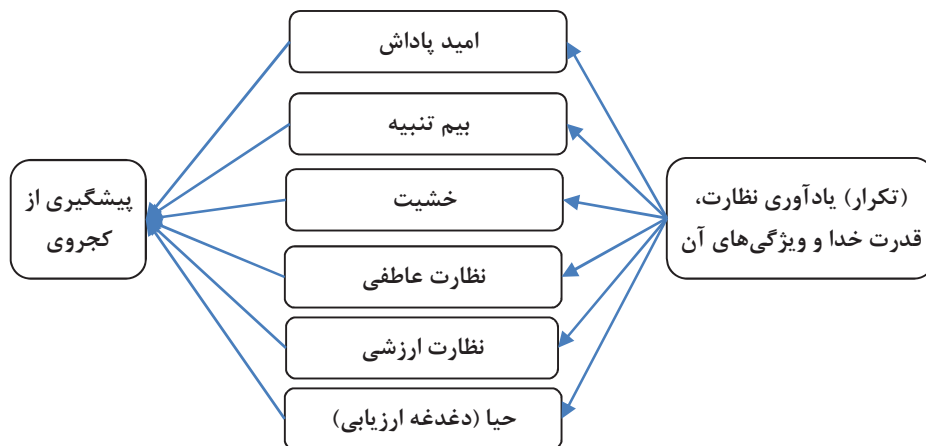 (تکرار) یادآوری نظارت،
قدرت خدا و ویژگی‌های آن
امید پاداش
بیم تنبیه
خشیت
نظارت عاطفی
نظارت ارزشی
حیا (دغدغه ارزیابی)
پیشگیری از
کجروی